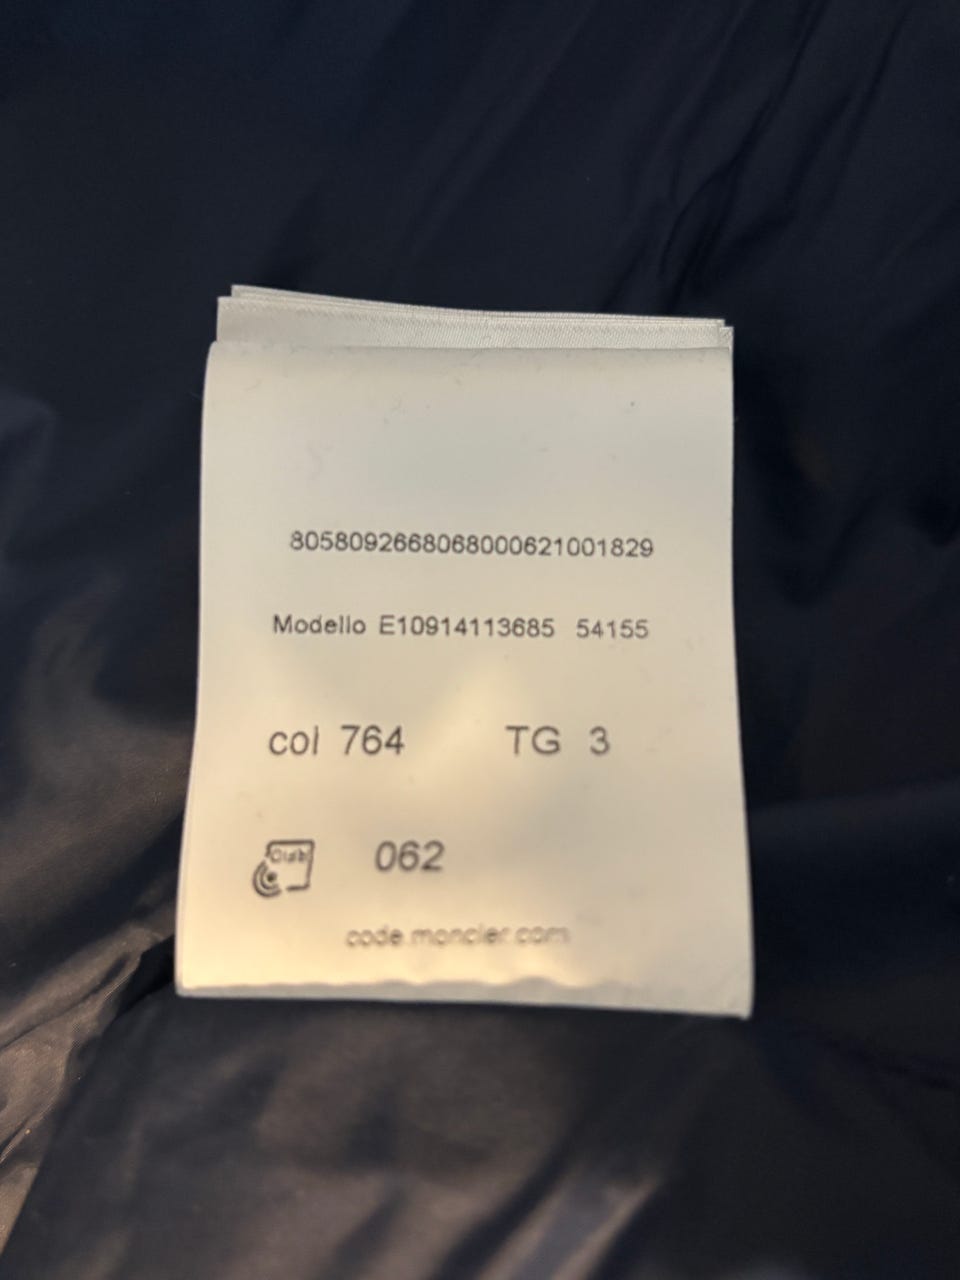 8058092668068000621001829
Modello E10914113685 54155
col 764 TG 3
Club 062
code.moncler.com